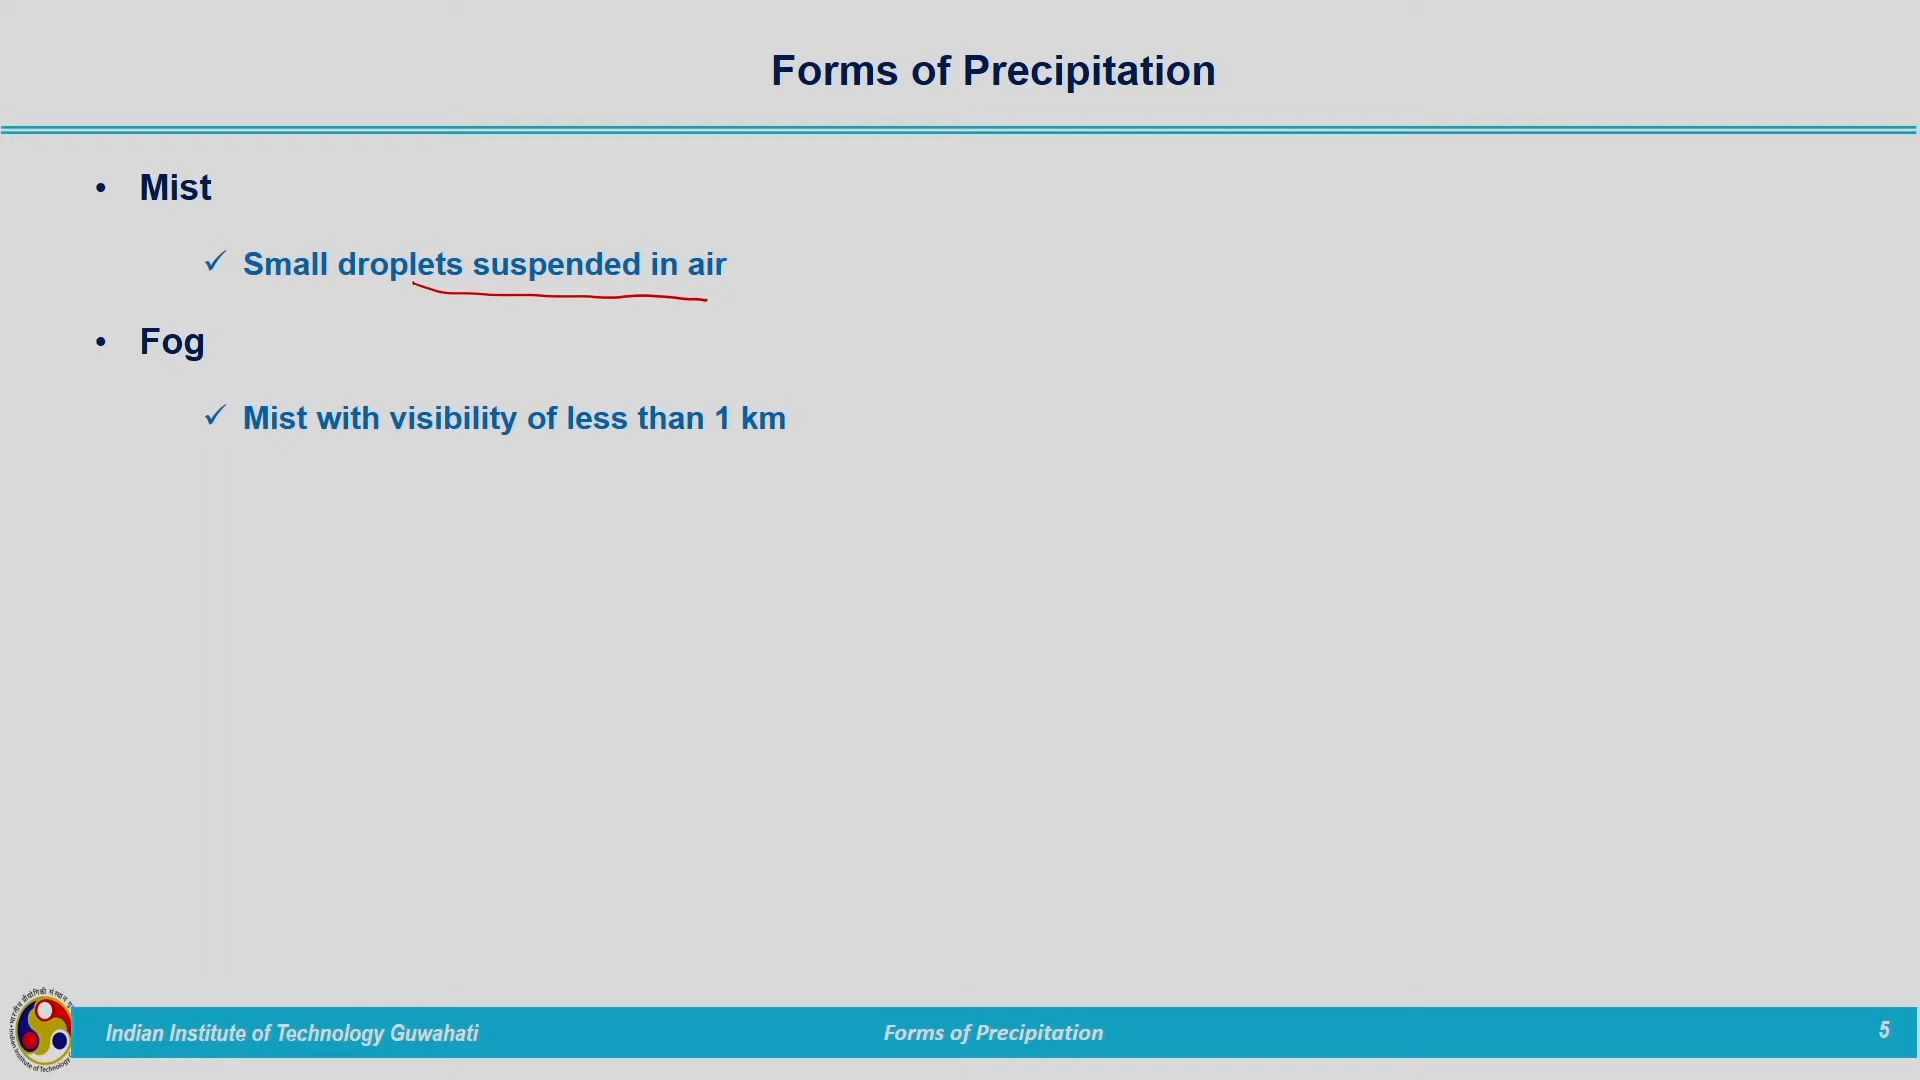 Forms of Precipitation
• Mist
✓ Small droplets suspended in air
• Fog
✓ Mist with visibility of less than 1 km
Indian Institute of Technology Guwahati
Forms of Precipitation
5